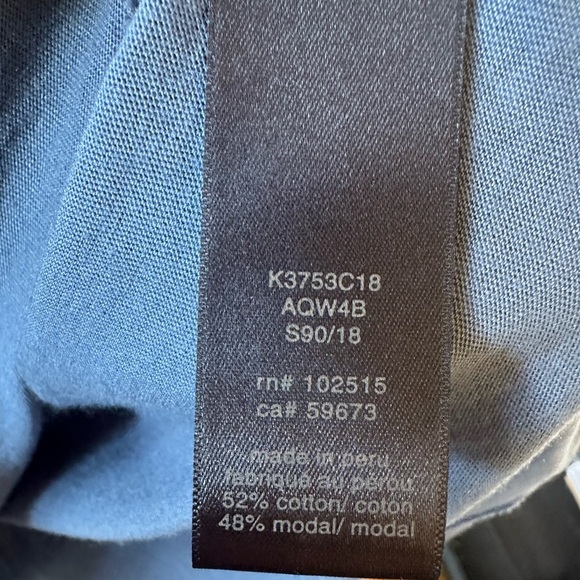 K3753C18
AQW4B
S90/18
rn# 102515
ca# 59673
made in peru
fabriqué au pérou
52% cotton/ coton
48% modal/ modal